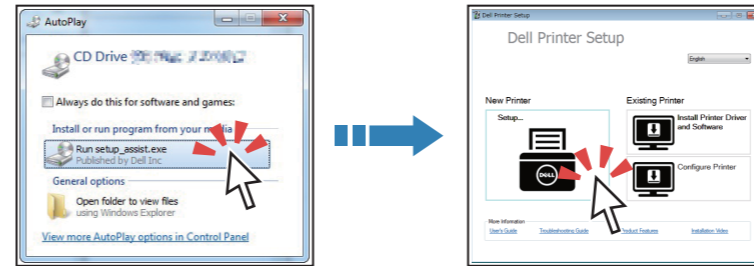 AutoPlay
CD Drive
Always do this for software and games:
Install or run program from your media
Run setup_assist.exe
Published by Dell Inc
General options
Open folder to view files
using Windows Explorer
View more AutoPlay options in Control Panel
Dell Printer Setup
Dell Printer Setup
English
New Printer
Setup...
DELL
Existing Printer
Install Printer Driver
and Software
Configure Printer
More Information
User's Guide
Troubleshooting Guide
Product Features
Installation Video